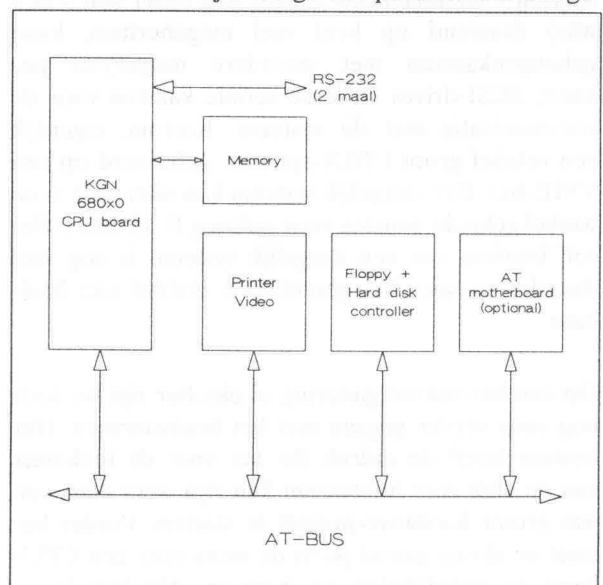 RS-232
(2 maal)
KGN
680x0
CPU board
Memory
Printer
Video
Floppy +
Hard disk
controller
AT
motherboard
(optional)
AT-BUS